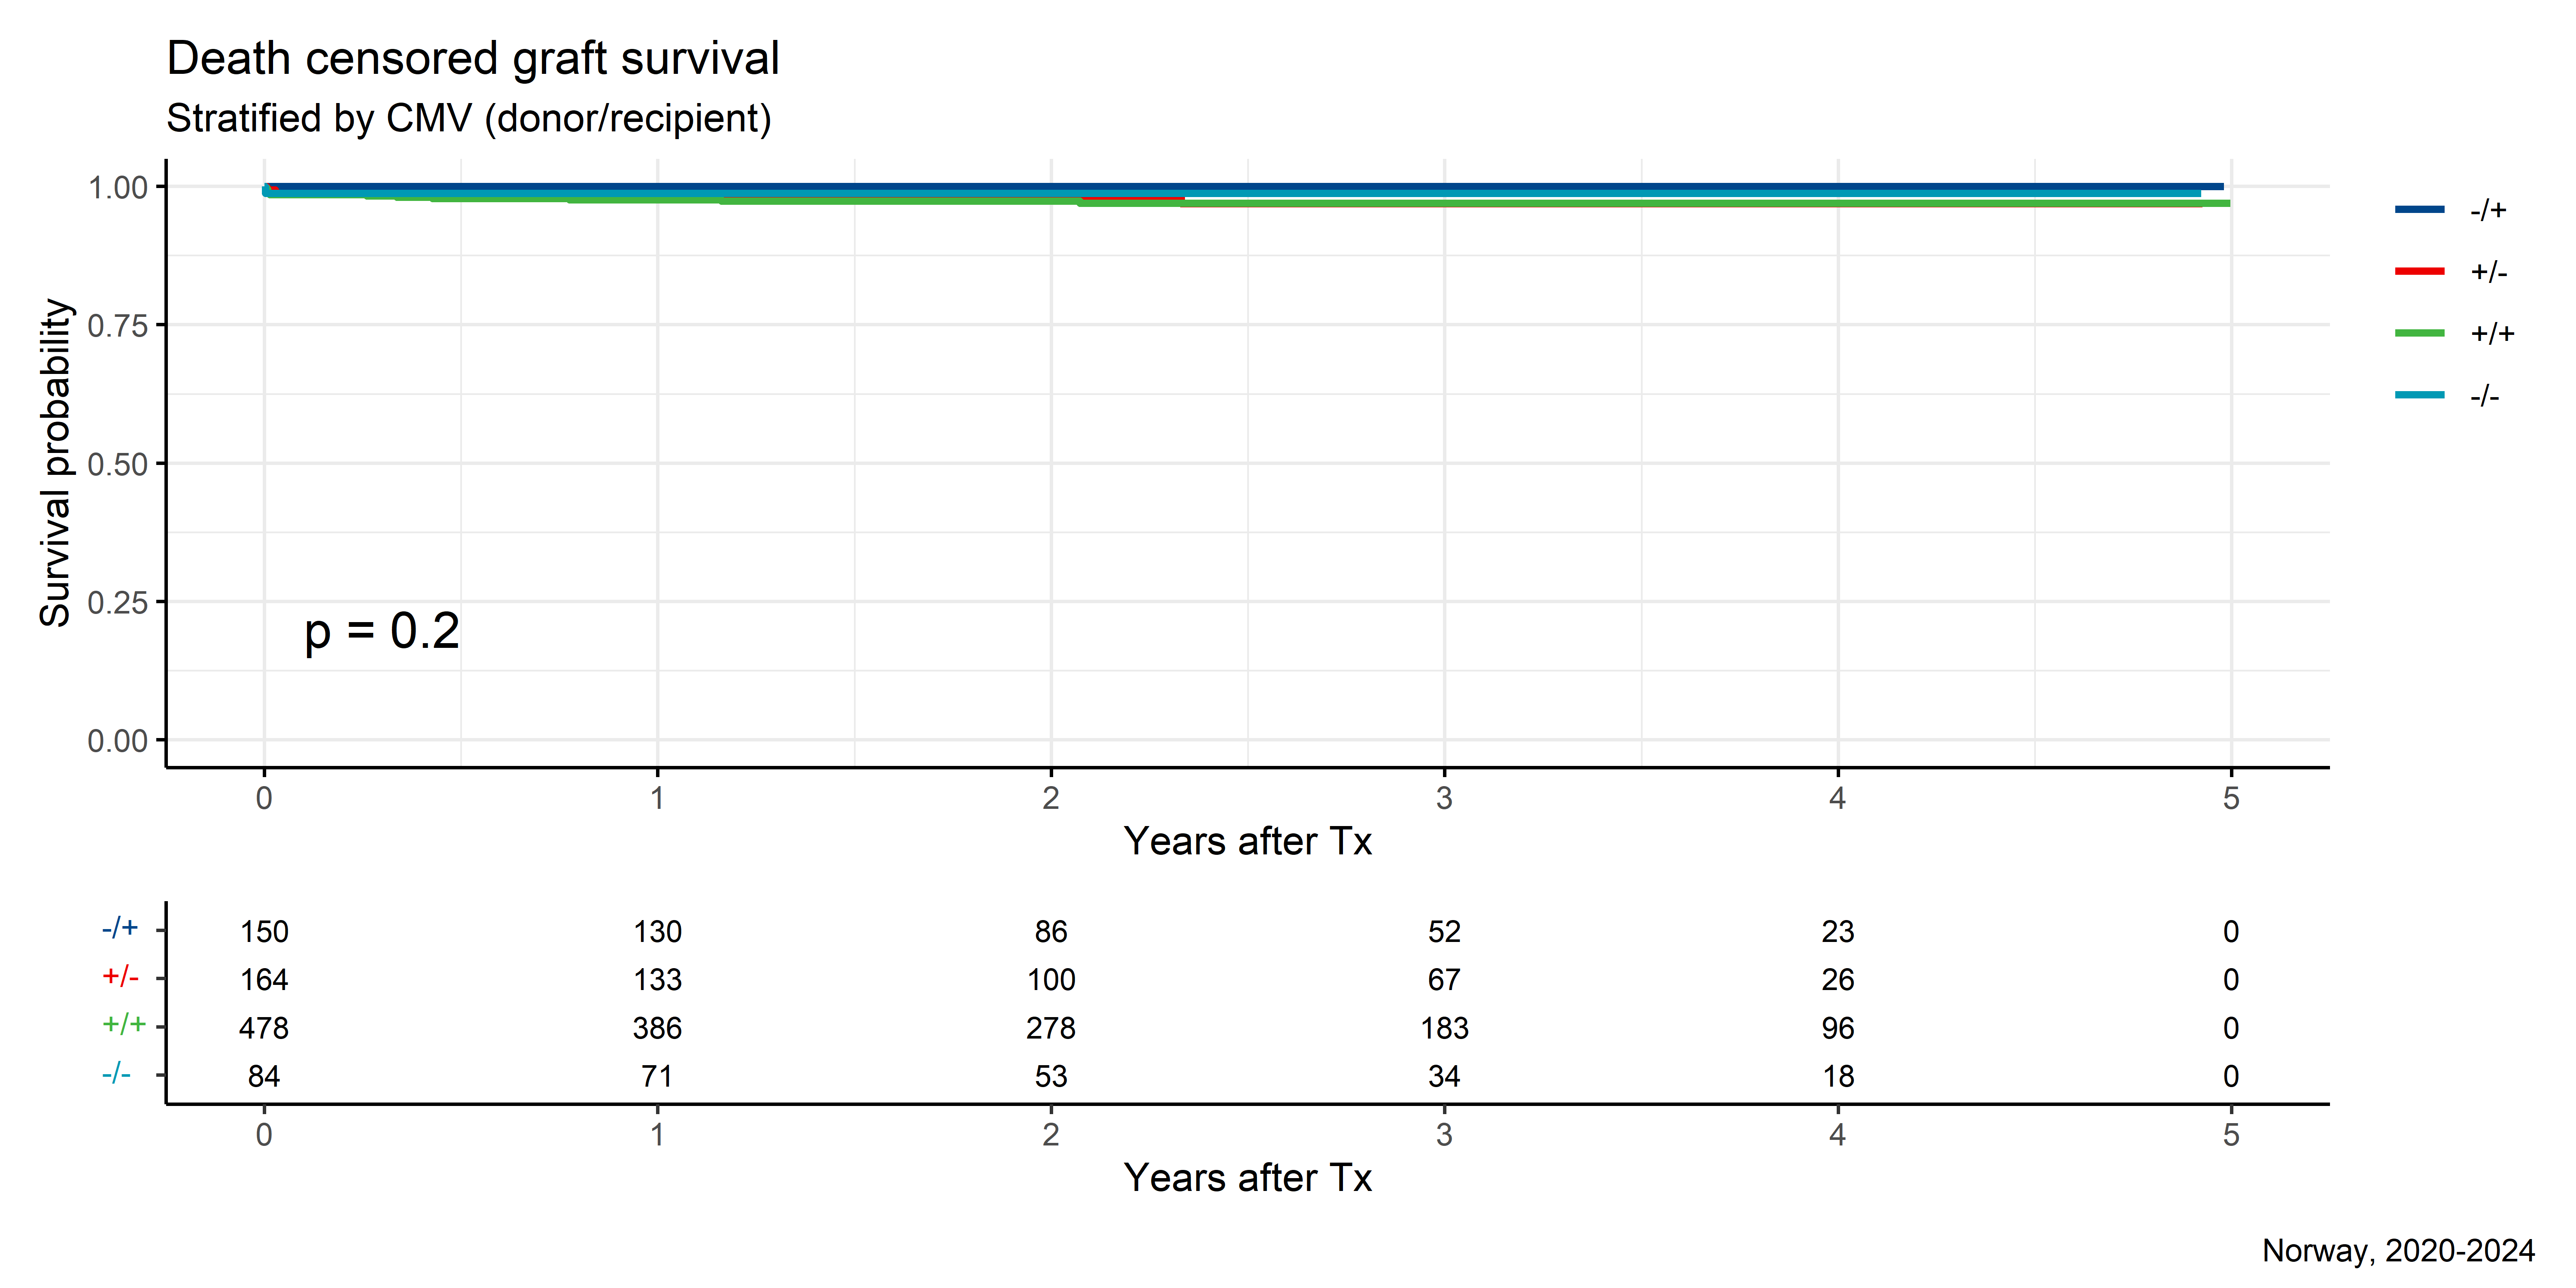 Death censored graft survival
Stratified by CMV (donor/recipient)
Survival probability
1.00
0.75
0.50
0.25
0.00
p = 0.2
0 1 2 3 4 5
Years after Tx
-/+
+/-
+/+
-/-
-/+ 150 130 86 52 23 0
+/- 164 133 100 67 26 0
+/+ 478 386 278 183 96 0
-/- 84 71 53 34 18 0
0 1 2 3 4 5
Years after Tx
Norway, 2020-2024